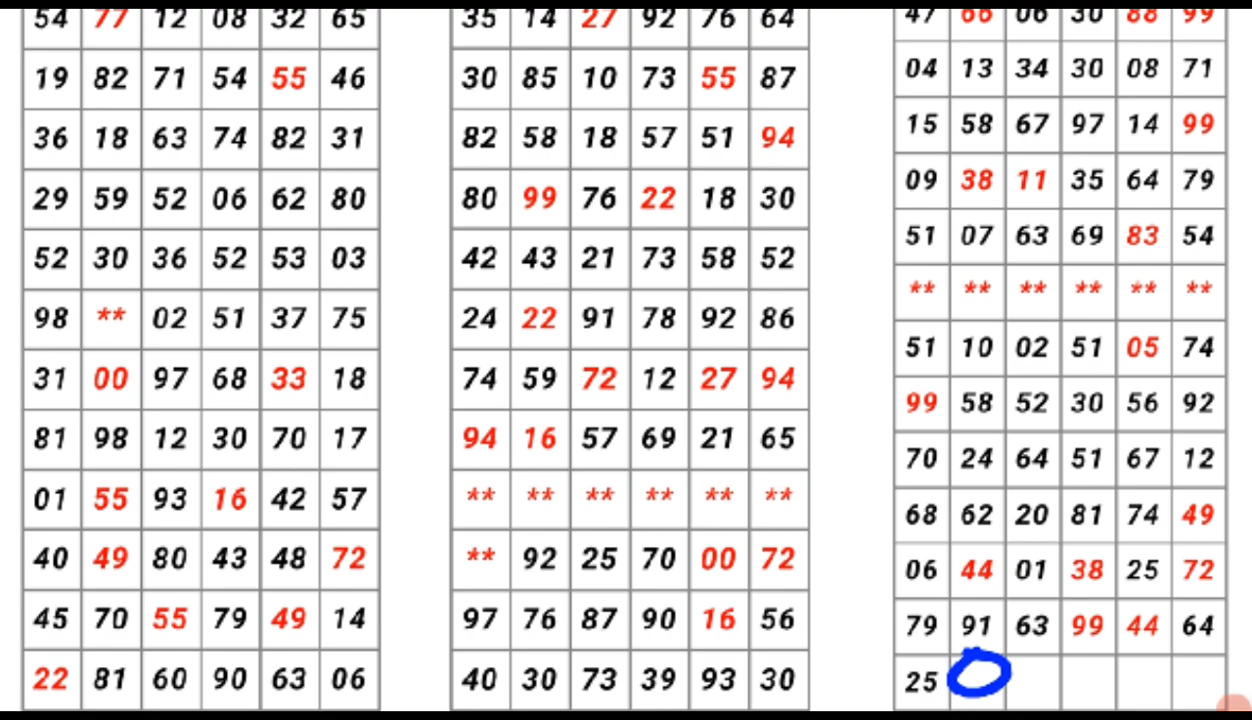 54 77 12 08 32 65
19 82 71 54 55 46
36 18 63 74 82 31
29 59 52 06 62 80
52 30 36 52 53 03
98 ** 02 51 37 75
31 00 97 68 33 18
81 98 12 30 70 17
01 55 93 16 42 57
40 49 80 43 48 72
45 70 55 79 49 14
22 81 60 90 63 06
35 14 27 92 76 64
30 85 10 73 55 87
82 58 18 57 51 94
80 99 76 22 18 30
42 43 21 73 58 52
24 22 91 78 92 86
74 59 72 12 27 94
94 16 57 69 21 65
** ** ** ** ** **
** 92 25 70 00 72
97 76 87 90 16 56
40 30 73 39 93 30
47 66 06 30 88 99
04 13 34 30 08 71
15 58 67 97 14 99
09 38 11 35 64 79
51 07 63 69 83 54
** ** ** ** ** **
51 10 02 51 05 74
99 58 52 30 56 92
70 24 64 51 67 12
68 62 20 81 74 49
06 44 01 38 25 72
79 91 63 99 44 64
25